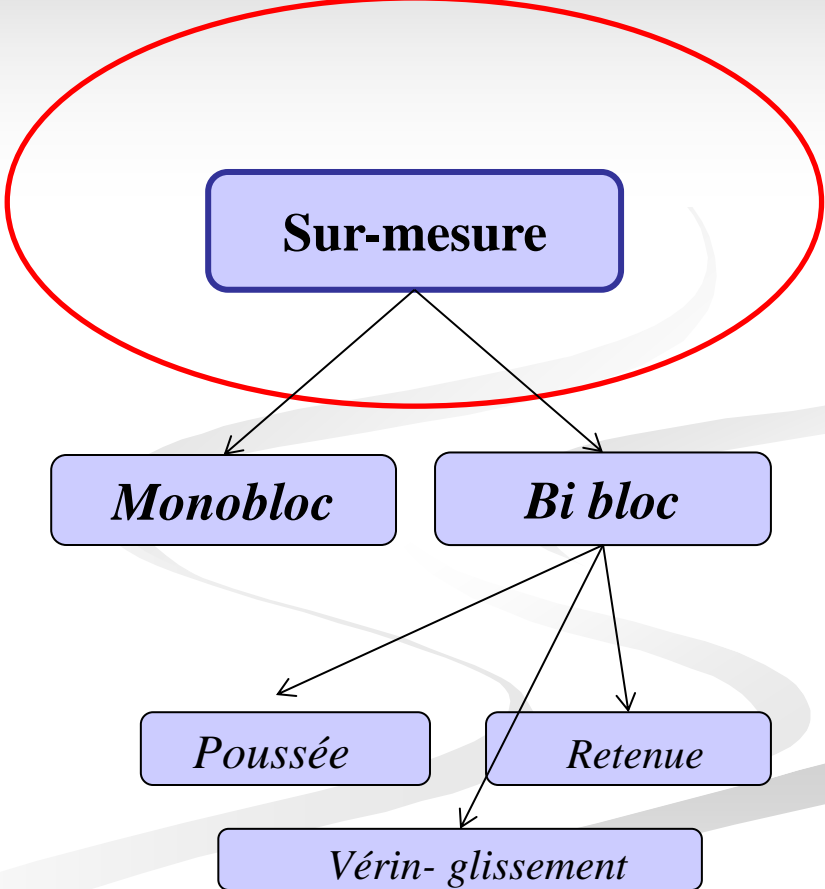 Sur-mesure
Monobloc
Bi bloc
Poussée
Retenue
Vérin- glissement